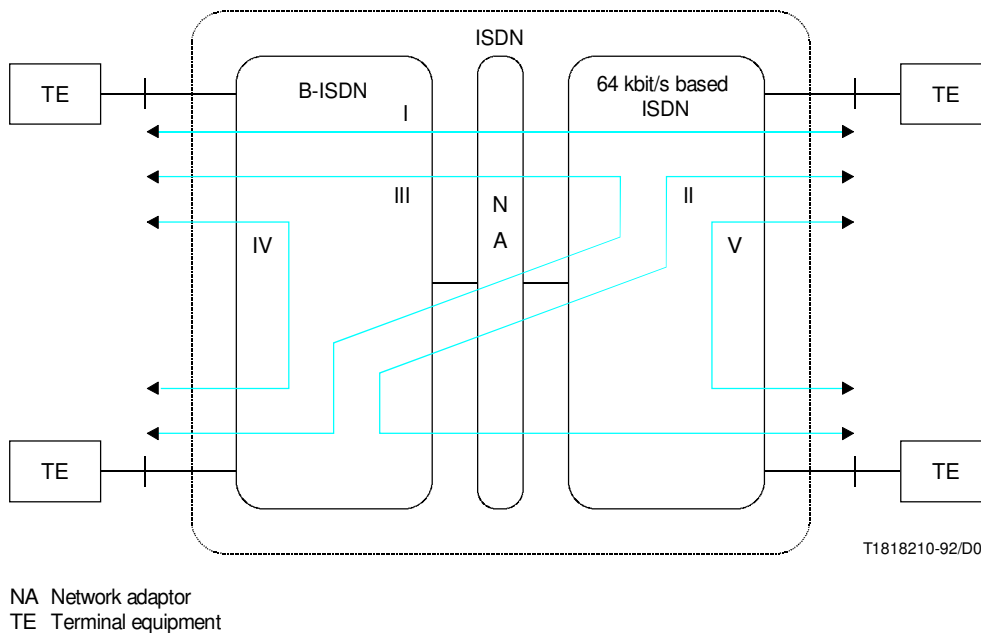 ISDN
TE
B-ISDN
64 kbit/s based
ISDN
TE
I
III
N
II
A
IV
V
TE
TE
T1818210-92/D0
NA Network adaptor
TE Terminal equipment